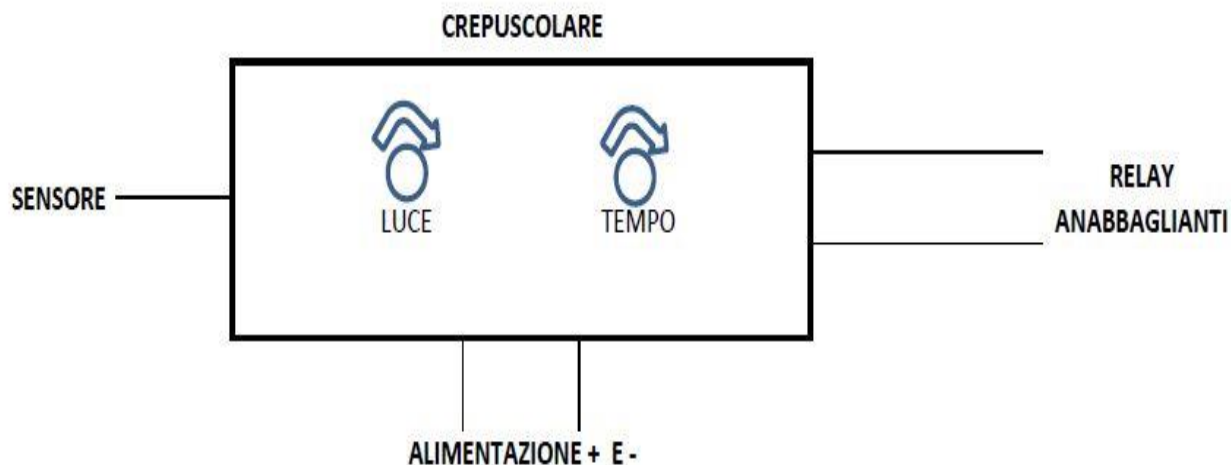 CREPUSCOLARE
SENSORE
LUCE
TEMPO
RELAY
ANABBAGLIANTI
ALIMENTAZIONE + E -